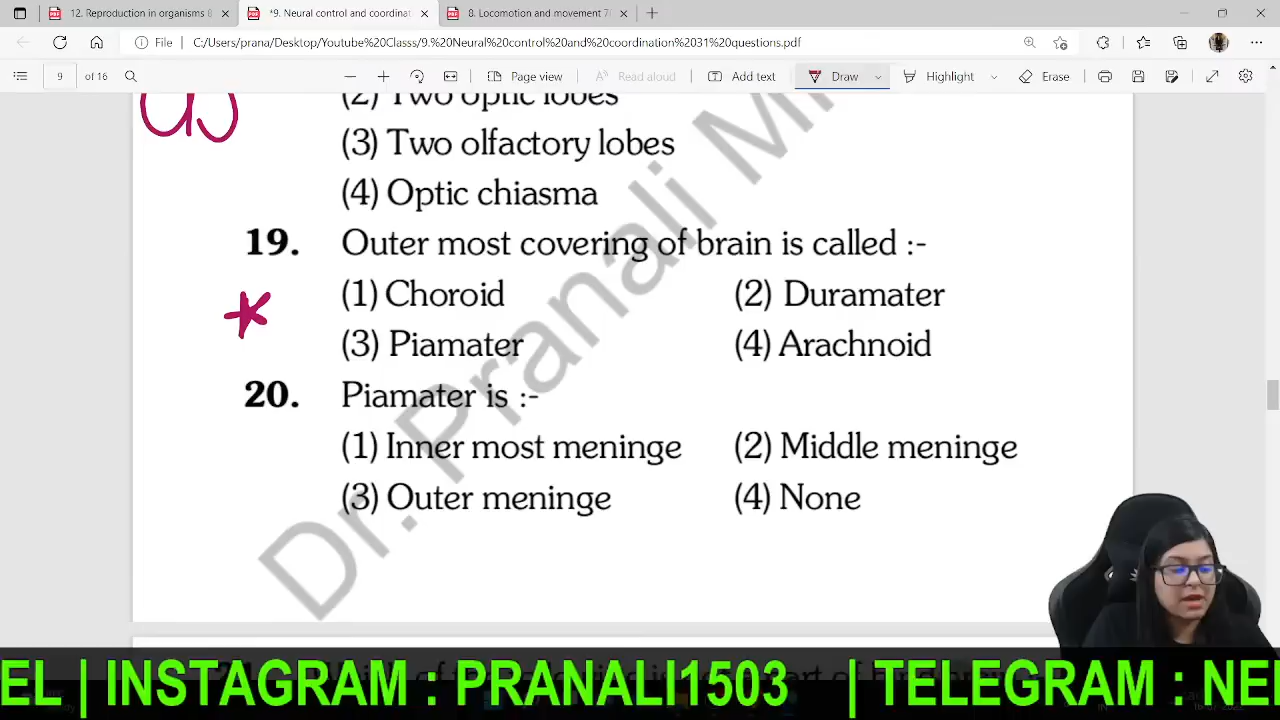 12. Reproduction in organisms
*9. Neural control and coordinat
8. Locomotion and movement
File
C:/Users/prana/Desktop/Youtube%20Class/9.%20Neural%20control%20and%20coordination%2031%20questions.pdf
9 of 16
Page view
Read aloud
Add text
Draw
Highlight
Erase
(2) Two optic lobes
(3) Two olfactory lobes
(4) Optic chiasma
19. Outer most covering of brain is called :-
(1) Choroid (2) Duramater
(3) Piamater (4) Arachnoid
20. Piamater is :-
(1) Inner most meninge (2) Middle meninge
(3) Outer meninge (4) None
Dr. Pranali
EL | INSTAGRAM : PRANALI1503 | TELEGRAM : NE